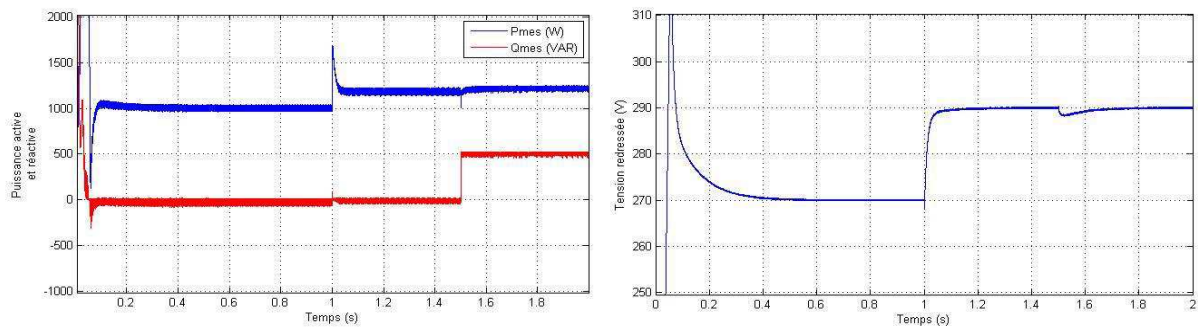 2000
1500
1000
500
0
-500
-1000
Puissance active
et réactive
Pmes (W)
Qmes (VAR)
0.2 0.4 0.6 0.8 1 1.2 1.4 1.6 1.8
Temps (s)
310
300
290
280
270
260
250
Tension redressée (V)
0 0.2 0.4 0.6 0.8 1 1.2 1.4 1.6 1.8 2
Temps (s)